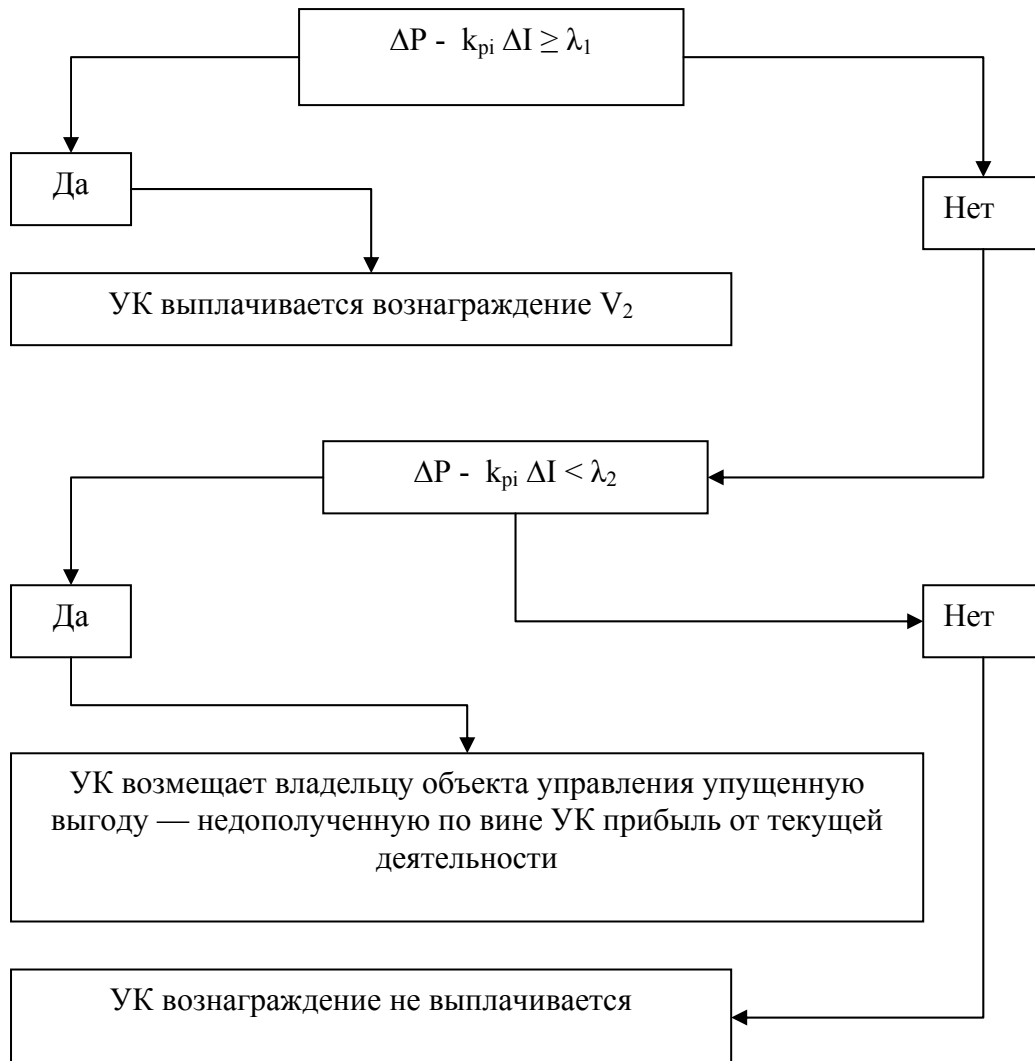 ΔP - k_pi ΔI ≥ λ₁
Да
Нет
УК выплачивается вознаграждение V₂
ΔP - k_pi ΔI < λ₂
Да
Нет
УК возмещает владельцу объекта управления упущенную
выгоду — недополученную по вине УК прибыль от текущей
деятельности
УК вознаграждение не выплачивается